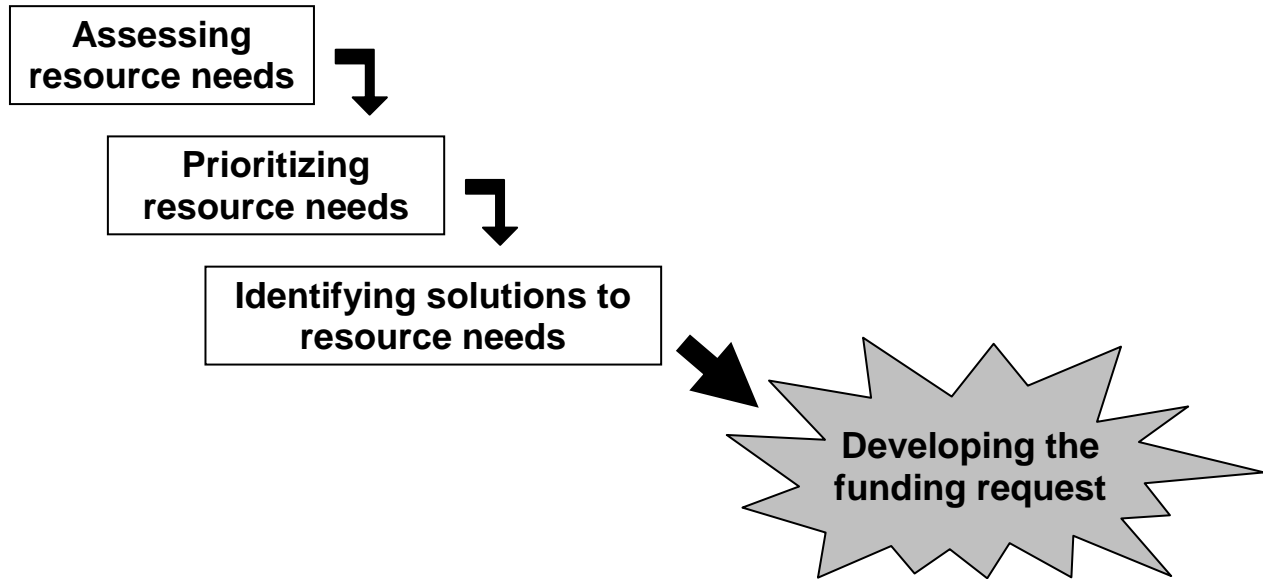 Assessing
resource needs
Prioritizing
resource needs
Identifying solutions to
resource needs
Developing the
funding request